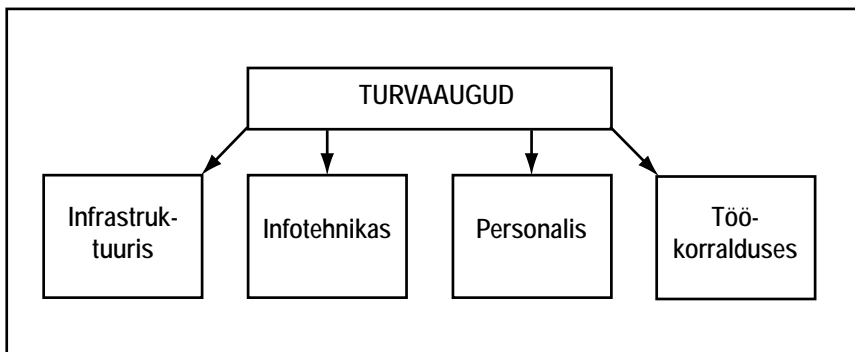 TURVAAUGUD
Infrastruk-
tuuris
Infotehnikas
Personalis
Töö-
korralduses